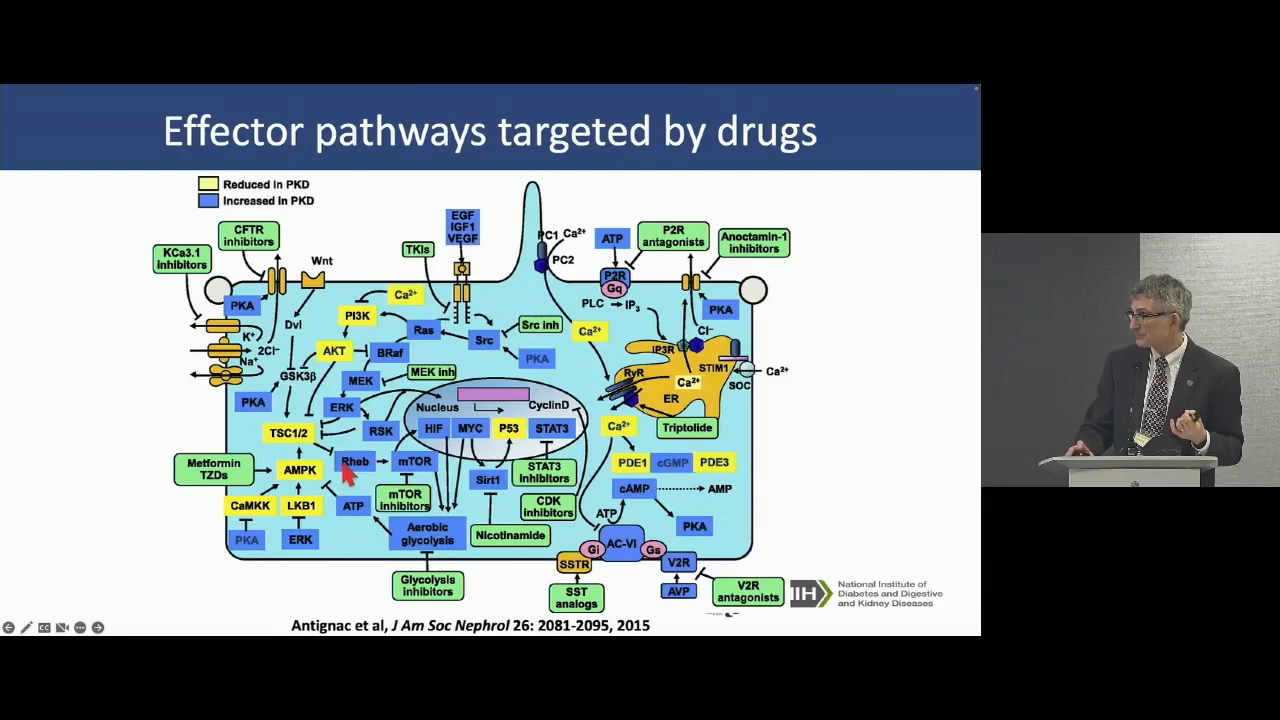 Effector pathways targeted by drugs
Reduced in PKD
Increased in PKD
CFTR
inhibitors
KCa3.1
inhibitors
Wnt
TKIs
EGF
IGF1
VEGF
PC1
Ca²⁺
PC2
ATP
P2R
antagonists
Anoctamin-1
inhibitors
P2R
Gq
PKA
Ca²⁺
PI3K
PLC
IP₃
PKA
Dvl
Ras
Src
Src inh
Ca²⁺
Cl⁻
K⁺
2Cl⁻
Na⁺
AKT
BRaf
PKA
IP3R
STIM1
SOC
Ca²⁺
GSK3β
MEK
MEK inh
RyR
Ca²⁺
ER
PKA
ERK
Nucleus
CyclinD
Triptolide
TSC1/2
RSK
HIF
MYC
P53
STAT3
Ca²⁺
Metformin
TZDs
AMPK
Rheb
mTOR
Sirt1
STAT3
inhibitors
PDE1
cGMP
PDE3
cAMP
AMP
CaMKK
LKB1
ATP
mTOR
inhibitors
CDK
inhibitors
ATP
PKA
PKA
ERK
Aerobic
glycolysis
Nicotinamide
AC-VI
Gi
Gs
SSTR
V2R
Glycolysis
inhibitors
SST
analogs
AVP
V2R
antagonists
IH
National Institute of
Diabetes and Digestive
and Kidney Diseases
Antignac et al, J Am Soc Nephrol 26: 2081-2095, 2015